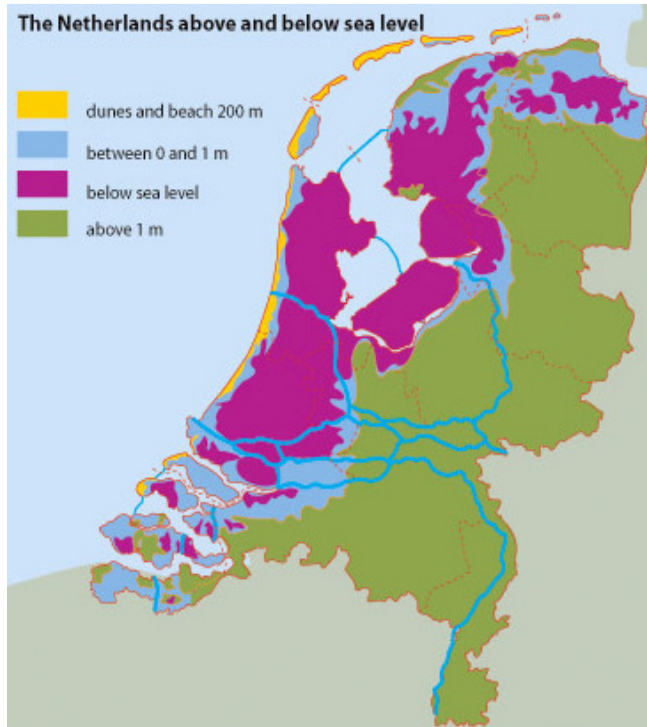 The Netherlands above and below sea level
dunes and beach 200 m
between 0 and 1 m
below sea level
above 1 m